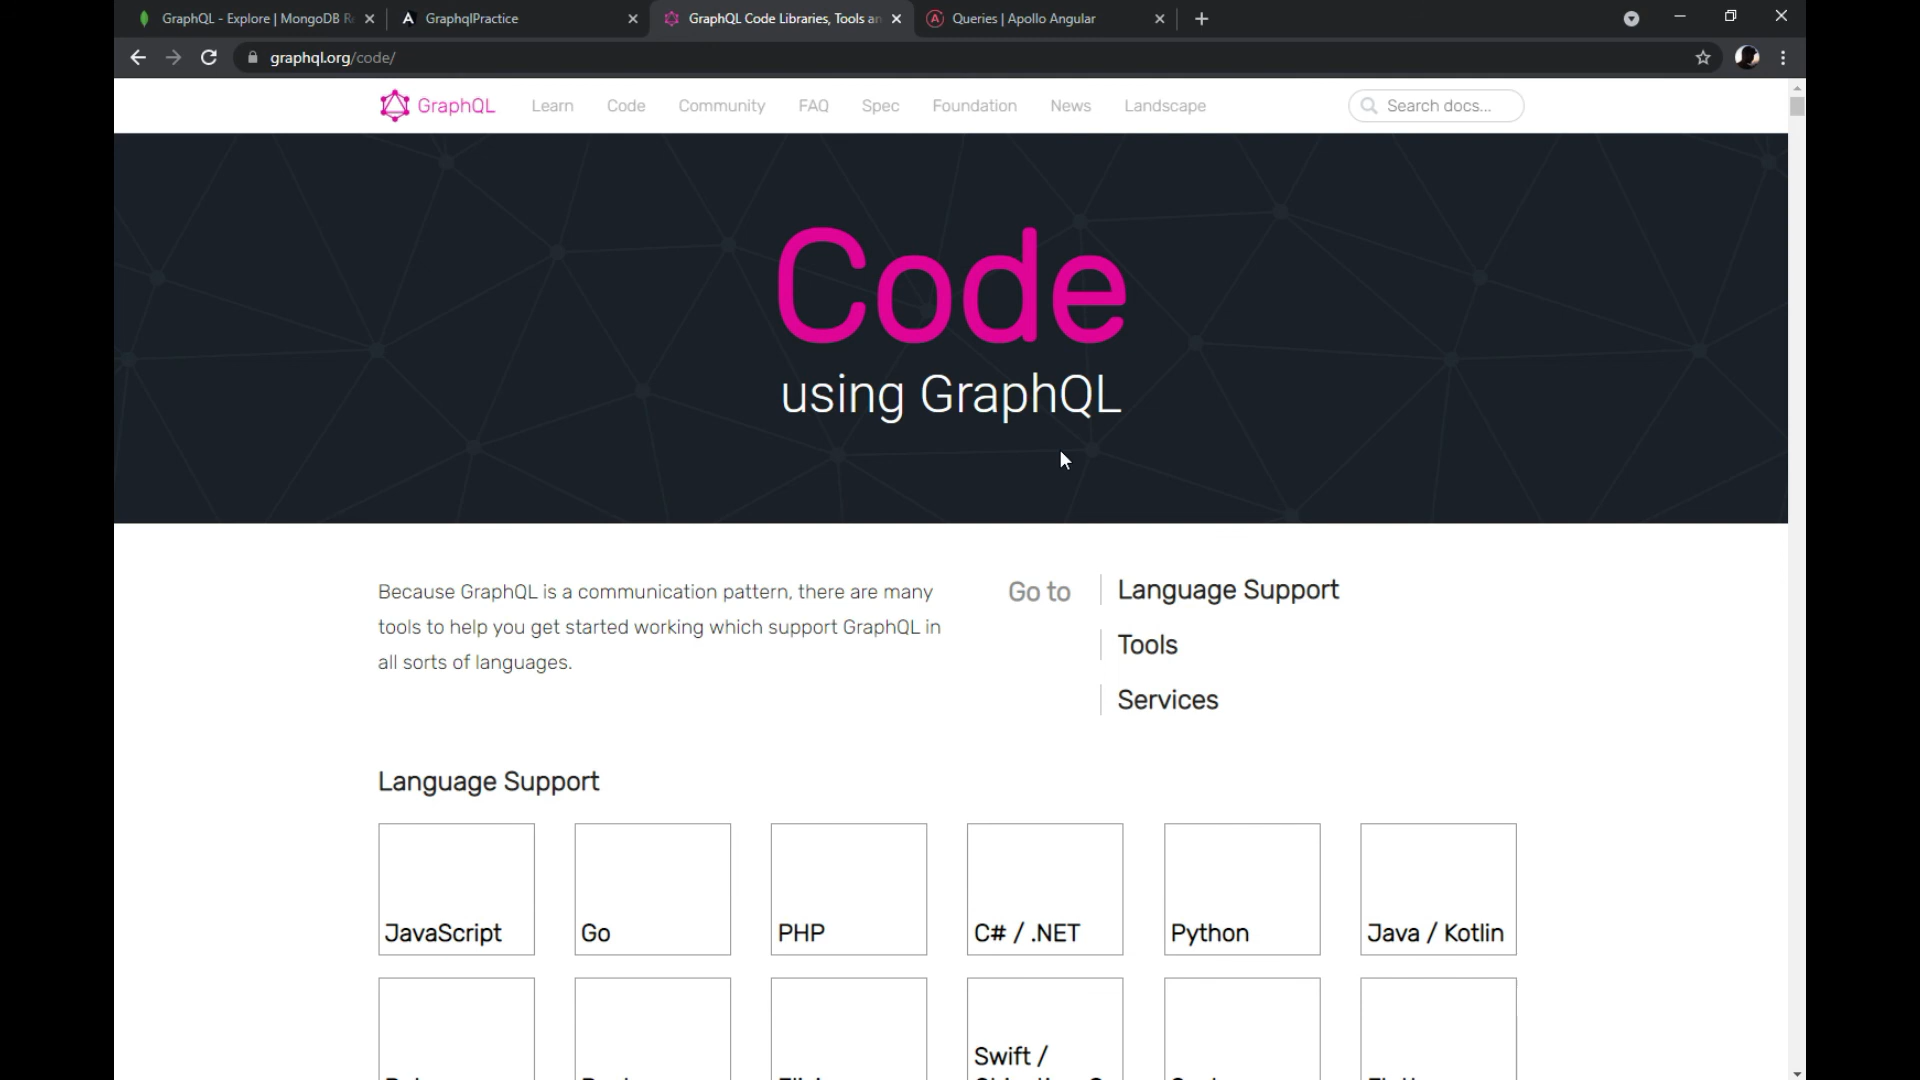 GraphQL - Explore | MongoDB R
GraphqlPractice
GraphQL Code Libraries, Tools an
Queries | Apollo Angular
graphql.org/code/
GraphQL
Learn
Code
Community
FAQ
Spec
Foundation
News
Landscape
Search docs...
Code
using GraphQL
Because GraphQL is a communication pattern, there are many
tools to help you get started working which support GraphQL in
all sorts of languages.
Go to
Language Support
Tools
Services
Language Support
JavaScript
Go
PHP
C# / .NET
Python
Java / Kotlin
Swift /